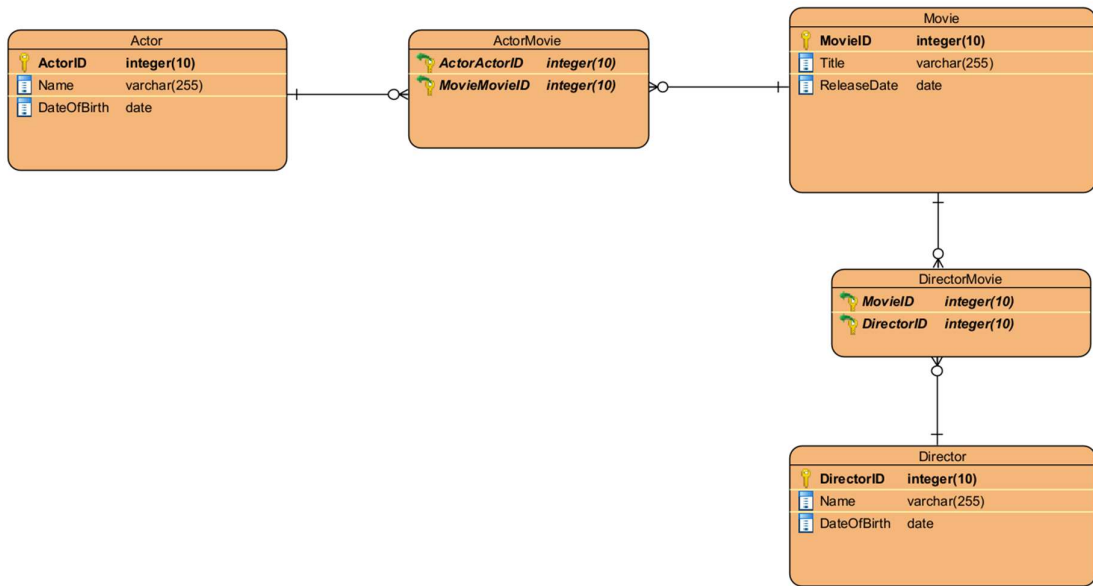 Actor
ActorID integer(10)
Name varchar(255)
DateOfBirth date
ActorMovie
ActorActorID integer(10)
MovieMovieID integer(10)
Movie
MovieID integer(10)
Title varchar(255)
ReleaseDate date
DirectorMovie
MovieID integer(10)
DirectorID integer(10)
Director
DirectorID integer(10)
Name varchar(255)
DateOfBirth date